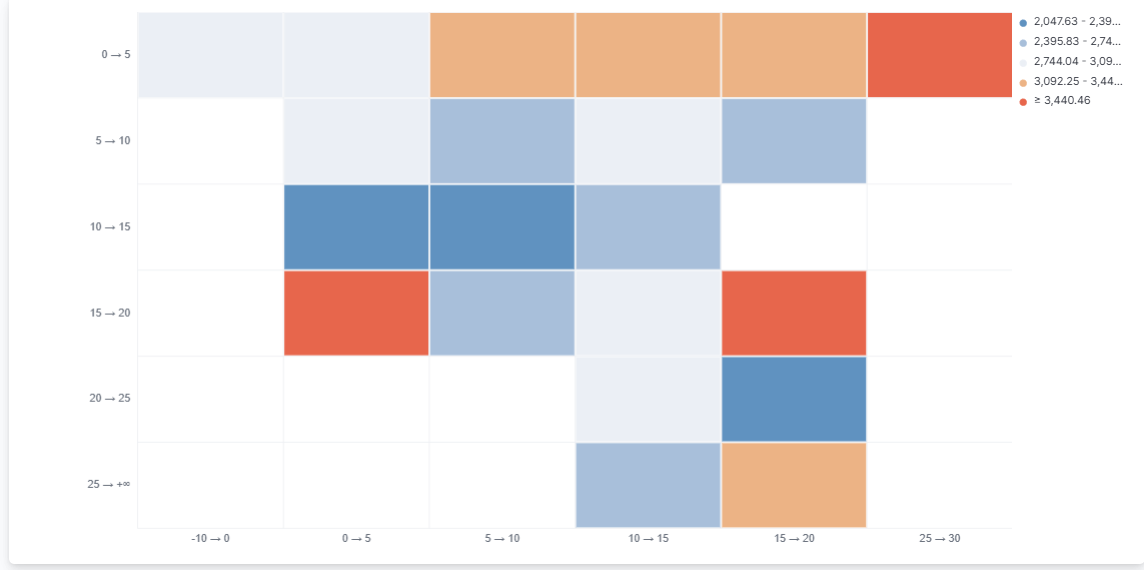 0 → 5
5 → 10
10 → 15
15 → 20
20 → 25
25 → +∞
-10 → 0
0 → 5
5 → 10
10 → 15
15 → 20
25 → 30
2,047.63 - 2,39...
2,395.83 - 2,74...
2,744.04 - 3,09...
3,092.25 - 3,44...
≥ 3,440.46